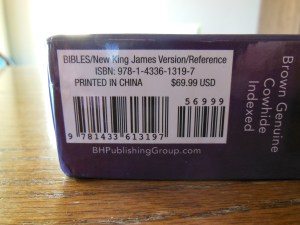 BIBLES/New King James Version/Reference
ISBN: 978-1-4336-1319-7
PRINTED IN CHINA $69.99 USD
56999
9 781433 613197
BHPublishingGroup.com
Brown Genuine
Cowhide
Indexed